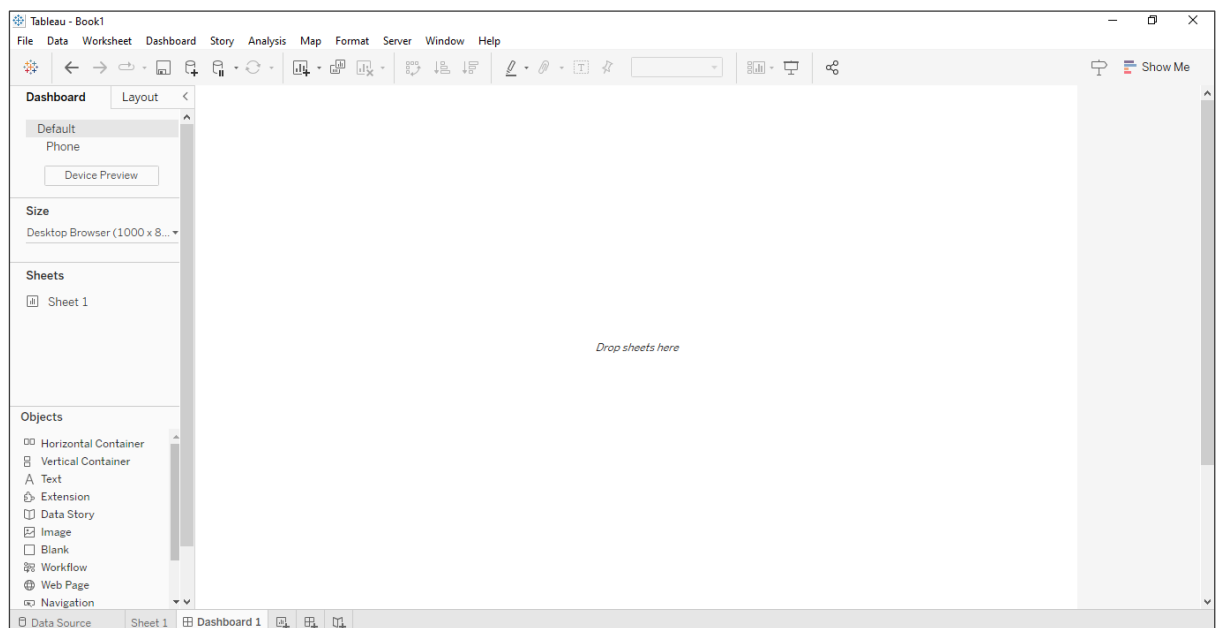 Tableau - Book1
File Data Worksheet Dashboard Story Analysis Map Format Server Window Help
Show Me
Dashboard Layout
Default
Phone
Device Preview
Size
Desktop Browser (1000 x 8...
Sheets
Sheet 1
Drop sheets here
Objects
Horizontal Container
Vertical Container
A Text
Extension
Data Story
Image
Blank
Workflow
Web Page
Navigation
Data Source Sheet 1 Dashboard 1